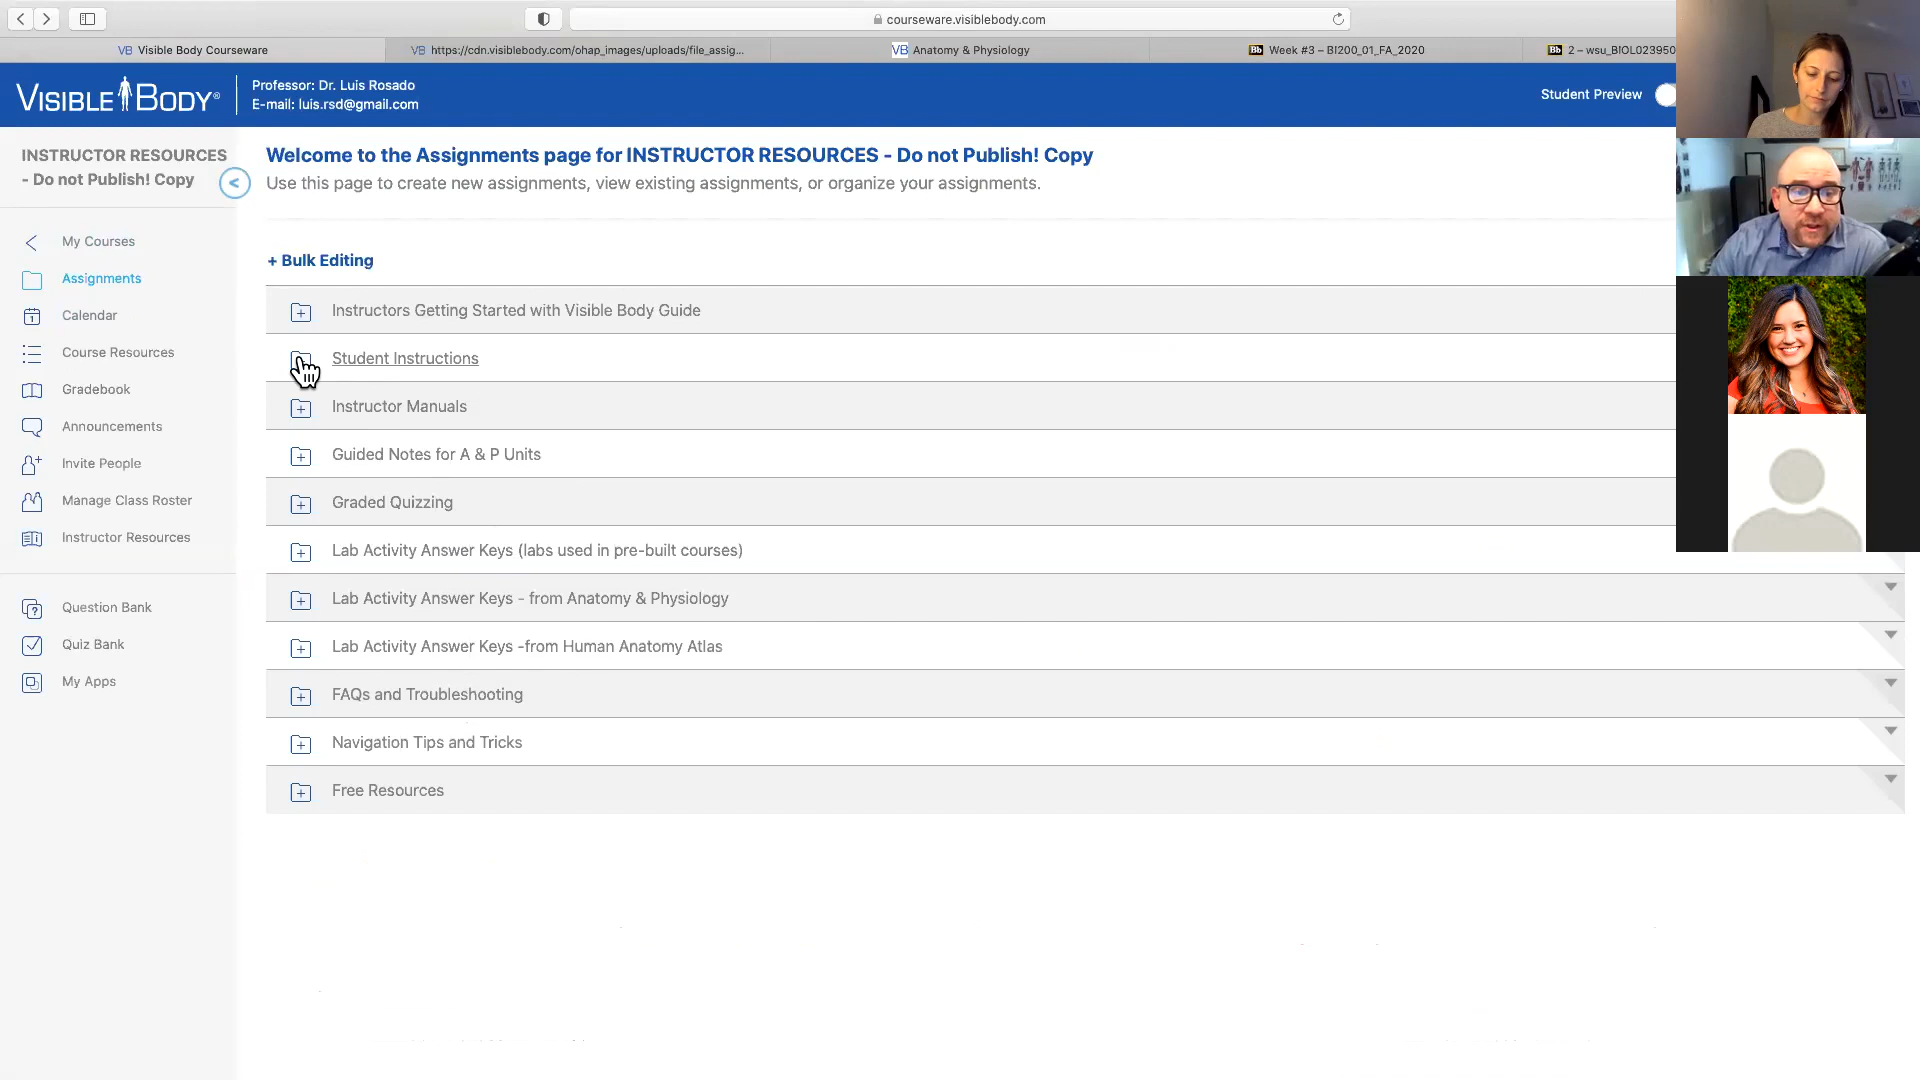 courseware.visiblebody.com
VB Visible Body Courseware
VB https://cdn.visiblebody.com/ohap_images/uploads/file_assig...
VB Anatomy & Physiology
Bb Week #3 – BI200_01_FA_2020
Bb 2 – wsu_BIOL023950
VISIBLE BODY®
Professor: Dr. Luis Rosado
E-mail: luis.rsd@gmail.com
Student Preview
INSTRUCTOR RESOURCES
- Do not Publish! Copy
<
My Courses
Assignments
Calendar
Course Resources
Gradebook
Announcements
Invite People
Manage Class Roster
Instructor Resources
Question Bank
Quiz Bank
My Apps
Welcome to the Assignments page for INSTRUCTOR RESOURCES - Do not Publish! Copy
Use this page to create new assignments, view existing assignments, or organize your assignments.
+ Bulk Editing
Instructors Getting Started with Visible Body Guide
Student Instructions
Instructor Manuals
Guided Notes for A & P Units
Graded Quizzing
Lab Activity Answer Keys (labs used in pre-built courses)
Lab Activity Answer Keys - from Anatomy & Physiology
Lab Activity Answer Keys -from Human Anatomy Atlas
FAQs and Troubleshooting
Navigation Tips and Tricks
Free Resources